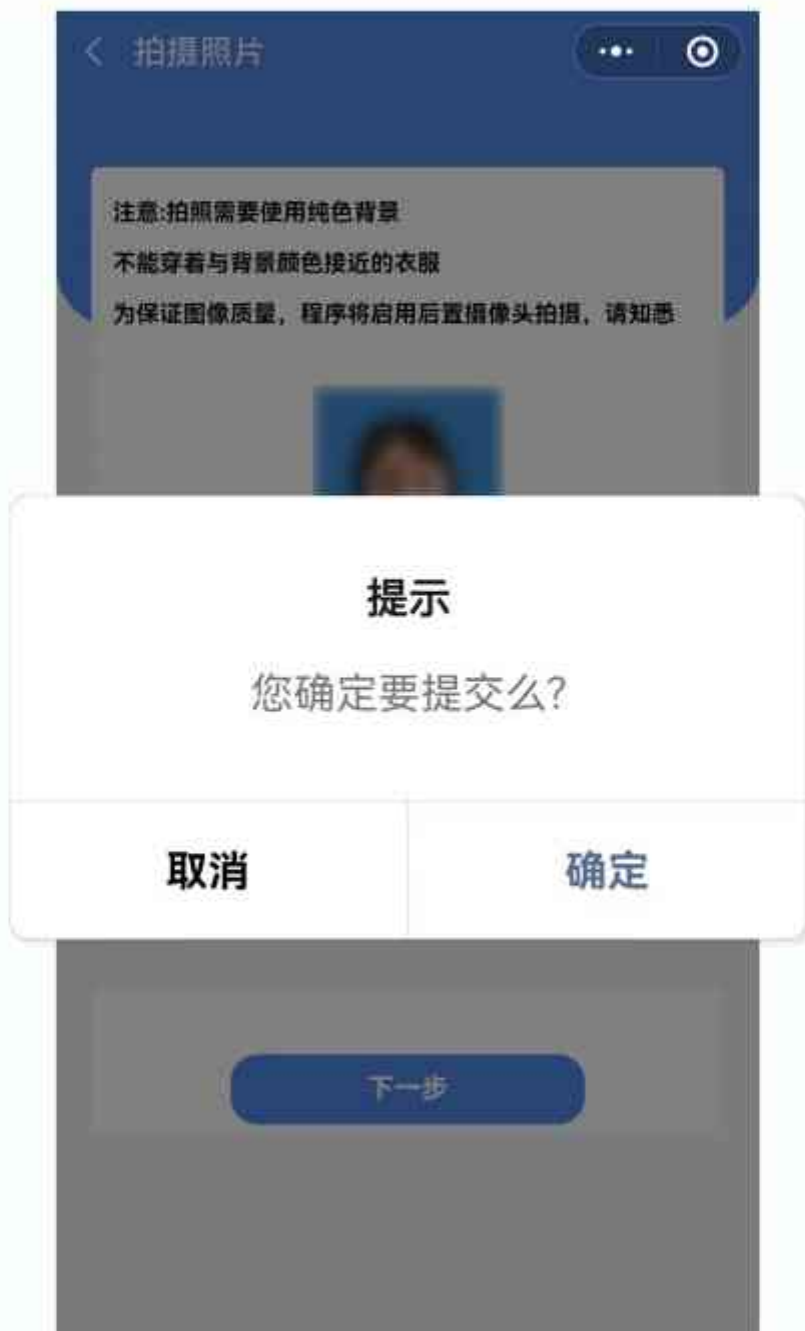 拍摄照片
注意:拍照需要使用纯色背景
不能穿着与背景颜色接近的衣服
为保证图像质量，程序将启用后置摄像头拍摄，请知悉
提示
您确定要提交么?
取消
确定
下一步